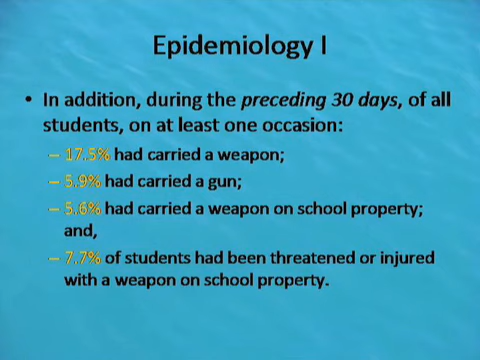 Epidemiology I
• In addition, during the preceding 30 days, of all
students, on at least one occasion:
– 17.5% had carried a weapon;
– 5.9% had carried a gun;
– 5.6% had carried a weapon on school property;
and,
– 7.7% of students had been threatened or injured
with a weapon on school property.